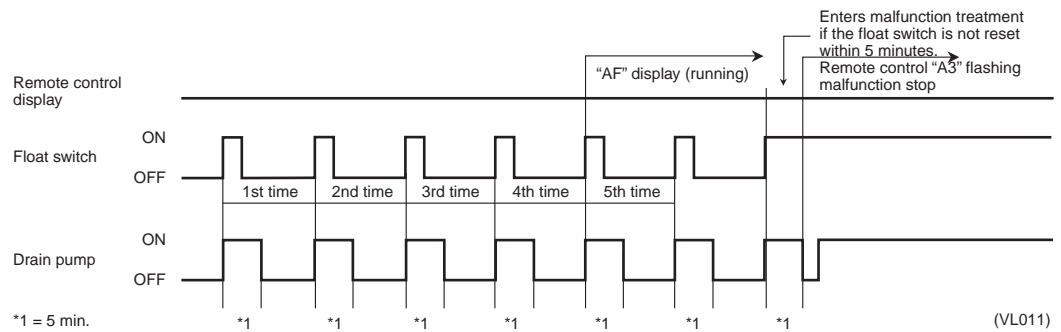 Enters malfunction treatment
if the float switch is not reset
within 5 minutes.
"AF" display (running)
Remote control "A3" flashing
malfunction stop
Remote control
display
ON
Float switch
OFF
1st time
2nd time
3rd time
4th time
5th time
ON
Drain pump
OFF
*1 = 5 min.
*1
*1
*1
*1
*1
*1
*1
(VL011)